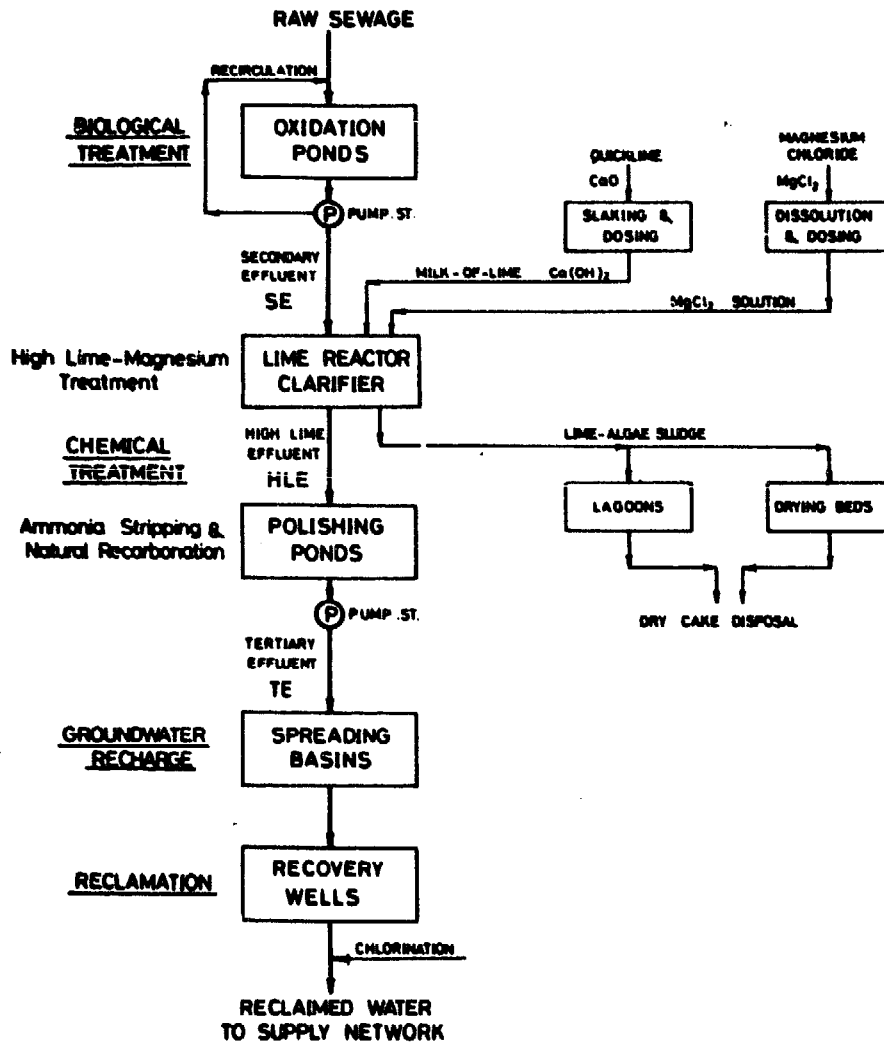 RAW SEWAGE
RECIRCULATION
BIOLOGICAL
TREATMENT
OXIDATION
PONDS
P
PUMP. ST.
QUICKLIME
CaO
SLAKING &
DOSING
MAGNESIUM
CHLORIDE
MgCl₂
DISSOLUTION
& DOSING
SECONDARY
EFFLUENT
SE
MILK-OF-LIME Ca(OH)₂
MgCl₂ SOLUTION
High Lime-Magnesium
Treatment
LIME REACTOR
CLARIFIER
HIGH LIME
EFFLUENT
HLE
LIME-ALGAE SLUDGE
CHEMICAL
TREATMENT
LAGOONS
DRYING BEDS
Ammonia Stripping &
Natural Recarbonation
POLISHING
PONDS
P
PUMP .ST.
DRY CAKE DISPOSAL
TERTIARY
EFFLUENT
TE
GROUNDWATER
RECHARGE
SPREADING
BASINS
RECLAMATION
RECOVERY
WELLS
CHLORINATION
RECLAIMED WATER
TO SUPPLY NETWORK